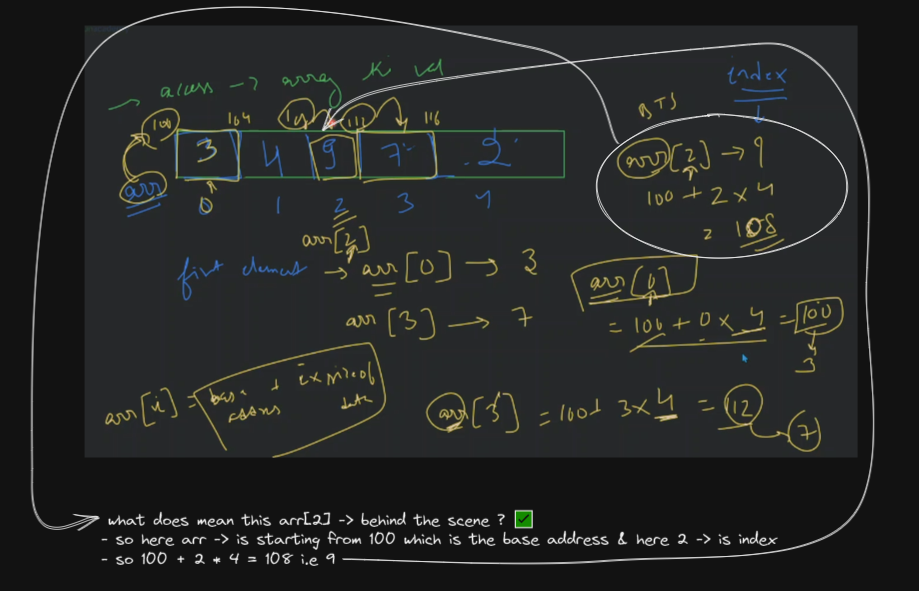 → access → array ki val
index
BTS
100 104 108 112 116
arr 3 4 9 7 2
0 1 2 3 4
arr[2] → 9
100 + 2 x 4
= 108
arr[2]
first element → arr[0] → 3
arr[0]
= 100 + 0 x 4 = 100
3
arr[3] → 7
arr[i] = base address + i x size of data
arr[3] = 100 + 3 x 4 = 112
7
what does mean this arr[2] -> behind the scene ? ✅
- so here arr -> is starting from 100 which is the base address & here 2 -> is index
- so 100 + 2 * 4 = 108 i.e 9